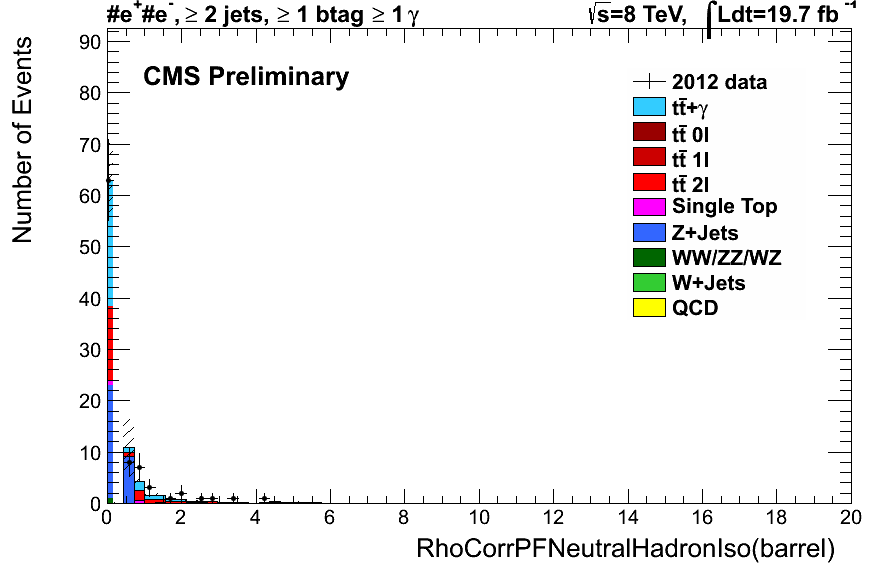 #e⁺#e⁻, ≥ 2 jets, ≥ 1 btag ≥ 1 γ √s=8 TeV, ∫Ldt=19.7 fb⁻¹
CMS Preliminary
2012 data
tt̄+γ
tt̄ 0l
tt̄ 1l
tt̄ 2l
Single Top
Z+Jets
WW/ZZ/WZ
W+Jets
QCD
Number of Events
90
80
70
60
50
40
30
20
10
0
0 2 4 6 8 10 12 14 16 18 20
RhoCorrPFNeutralHadronIso(barrel)